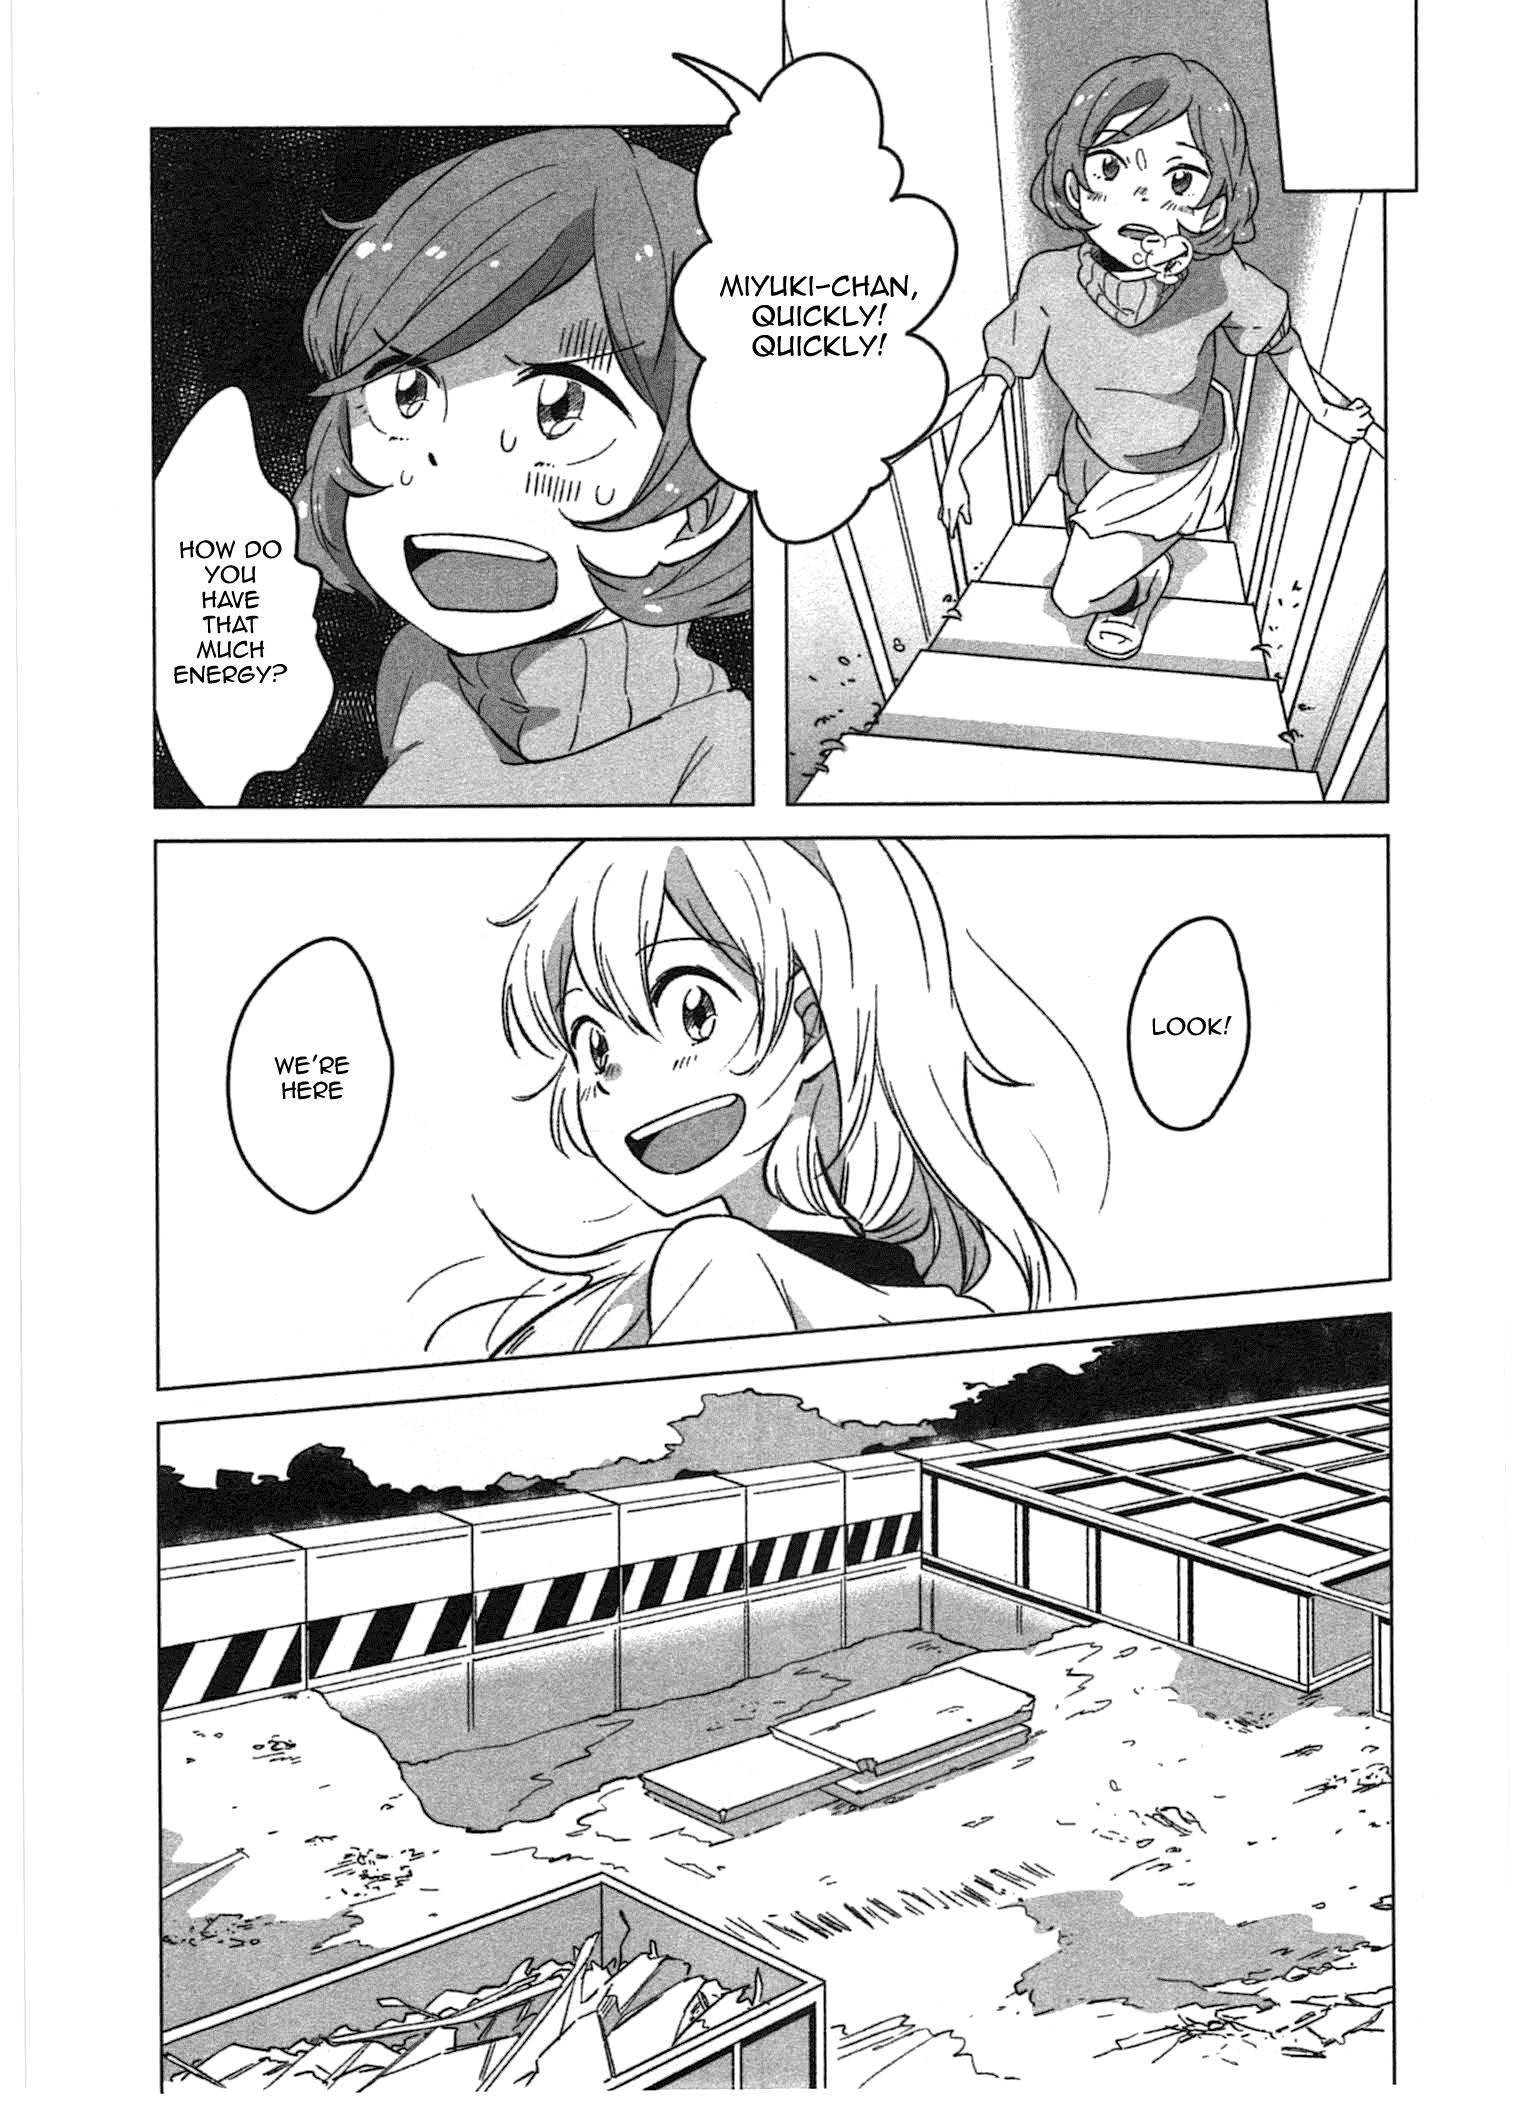 MIYUKI-CHAN,
QUICKLY!
QUICKLY!
HOW DO
YOU
HAVE
THAT
MUCH
ENERGY?
LOOK!
WE'RE
HERE